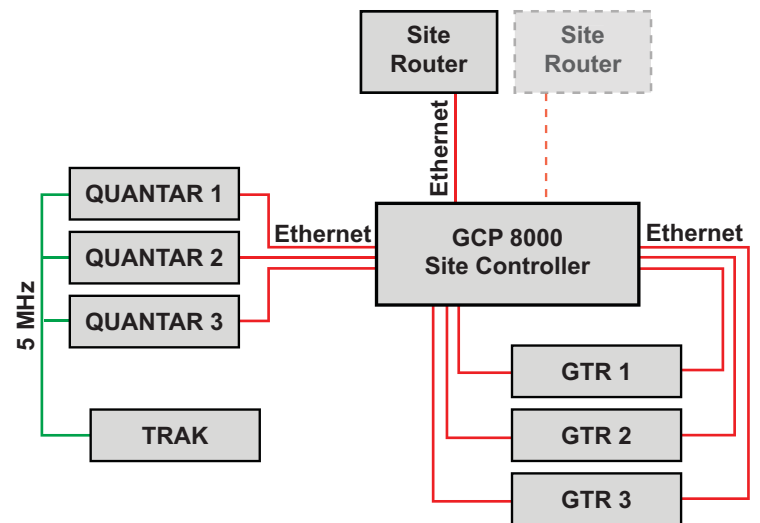 Site
Router
Site
Router
Ethernet
QUANTAR 1
Ethernet
GCP 8000
Site Controller
Ethernet
QUANTAR 2
QUANTAR 3
5 MHz
GTR 1
TRAK
GTR 2
GTR 3